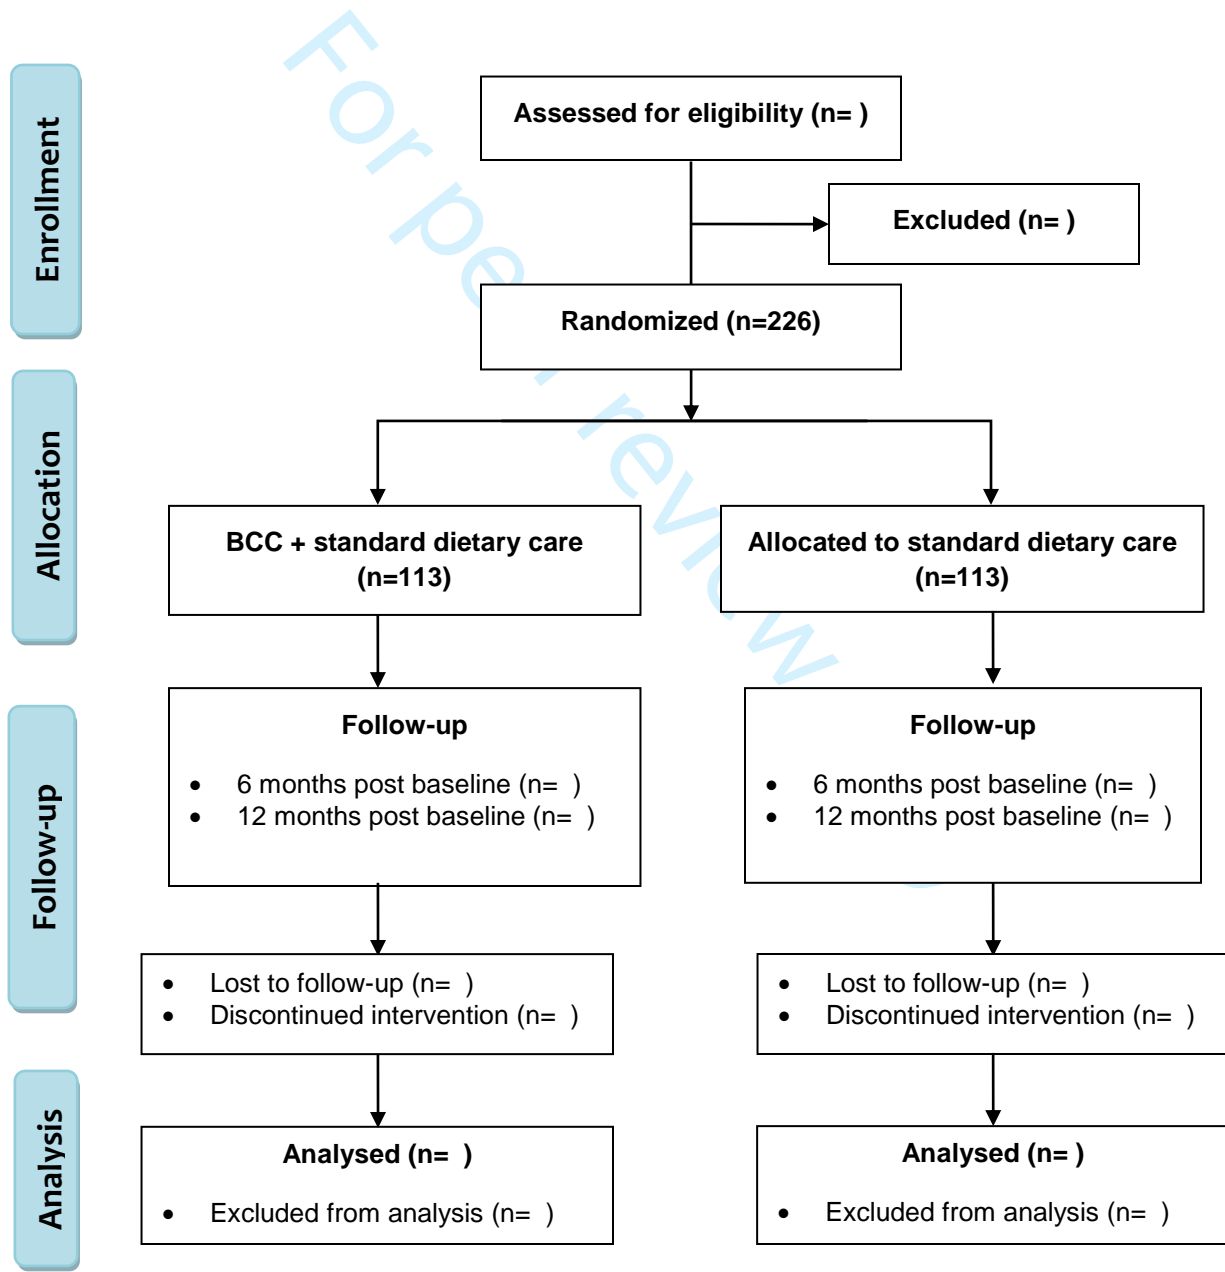 Enrollment
Assessed for eligibility (n= )
Excluded (n= )
Randomized (n=226)
Allocation
BCC + standard dietary care
(n=113)
Allocated to standard dietary care
(n=113)
Follow-up
Follow-up
• 6 months post baseline (n=  )
• 12 months post baseline (n=  )
Follow-up
• 6 months post baseline (n=  )
• 12 months post baseline (n=  )
• Lost to follow-up (n=  )
• Discontinued intervention (n=  )
• Lost to follow-up (n=  )
• Discontinued intervention (n=  )
Analysis
Analysed (n=  )
• Excluded from analysis (n=  )
Analysed (n= )
• Excluded from analysis (n=  )
For peer review